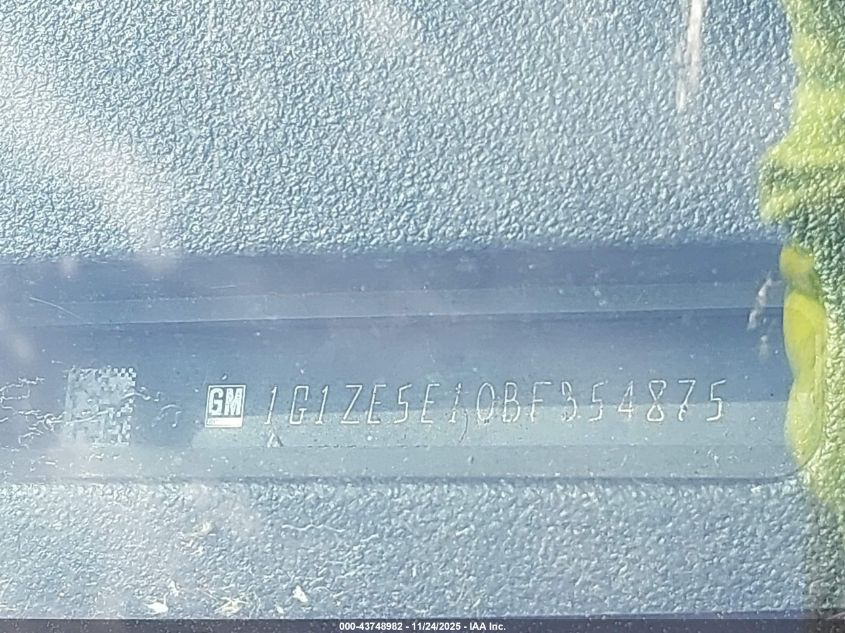 GM 1G1ZE5E10BF354875
000-43748982 - 11/24/2025 - IAA Inc.